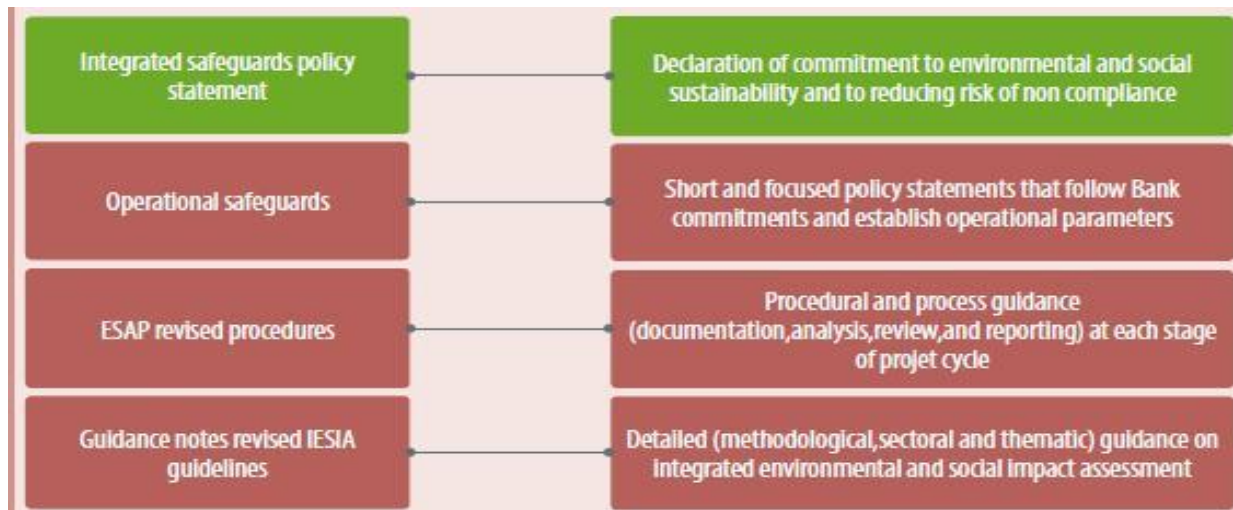 Integrated safeguards policy
statement
Declaration of commitment to environmental and social
sustainability and to reducing risk of non compliance
Operational safeguards
Short and focused policy statements that follow Bank
commitments and establish operational parameters
ESAP revised procedures
Procedural and process guidance
(documentation,analysis,review,and reporting) at each stage
of projet cycle
Guidance notes revised IESIA
guidelines
Detailed (methodological,sectoral and thematic) guidance on
integrated environmental and social impact assessment